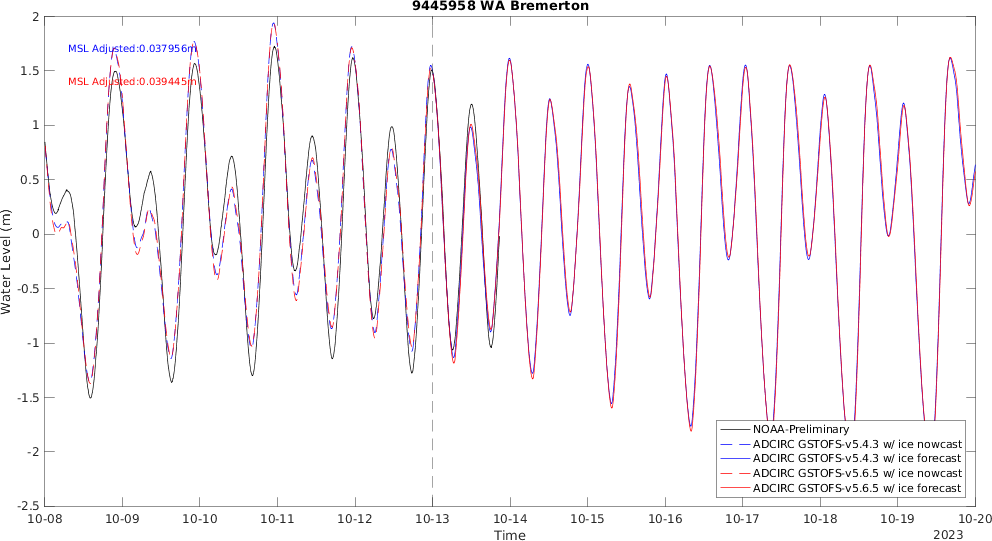 9445958 WA Bremerton
MSL Adjusted:0.037956m
MSL Adjusted:0.039445m
Water Level (m)
2
1.5
1
0.5
0
-0.5
-1
-1.5
-2
-2.5
NOAA-Preliminary
ADCIRC GSTOFS-v5.4.3 w/ ice nowcast
ADCIRC GSTOFS-v5.4.3 w/ ice forecast
ADCIRC GSTOFS-v5.6.5 w/ ice nowcast
ADCIRC GSTOFS-v5.6.5 w/ ice forecast
10-08 10-09 10-10 10-11 10-12 10-13 10-14 10-15 10-16 10-17 10-18 10-19 10-20
Time
2023